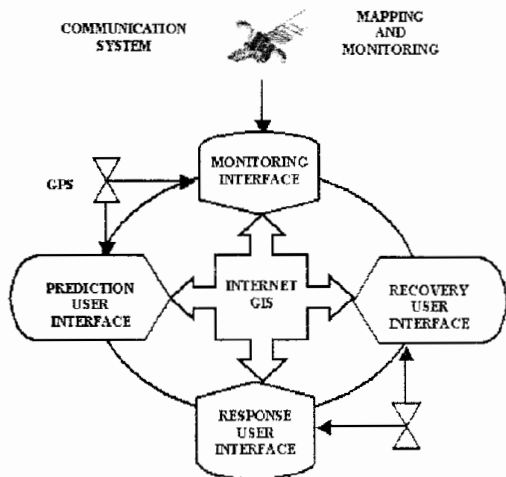 COMMUNICATION
SYSTEM
MAPPING
AND
MONITORING
MONITORING
INTERFACE
GPS
PREDICTION
USER
INTERFACE
INTERNET
GIS
RECOVERY
USER
INTERFACE
RESPONSE
USER
INTERFACE